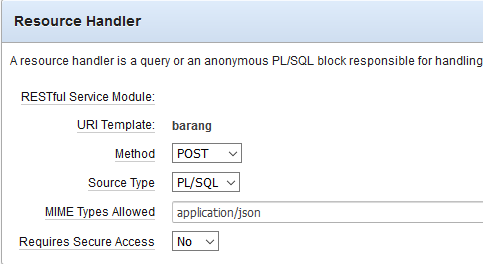 Resource Handler
A resource handler is a query or an anonymous PL/SQL block responsible for handling
RESTful Service Module:
URI Template: barang
Method POST
Source Type PL/SQL
MIME Types Allowed application/json
Requires Secure Access No